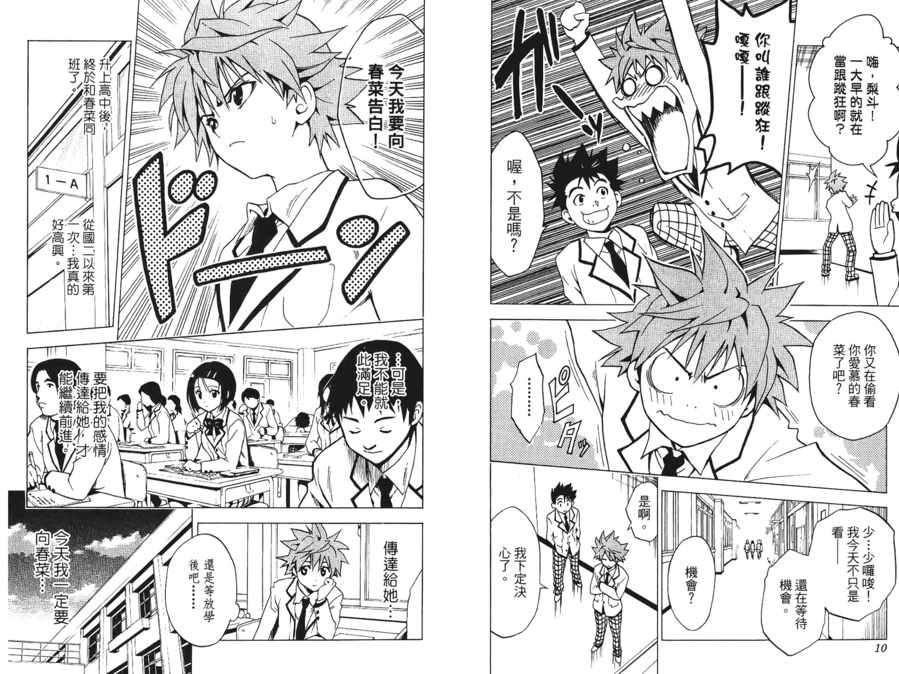 嗨，梨斗！
一大早的就在
當跟蹤狂啊？
你叫誰跟蹤狂！
嘎嘎——！
喔，不是嗎？
你又在偷看
你愛慕的春
菜了吧？
………
ピタッ
少…少囉唆！
我今天不只是
看
還在等待
機會。
機會？
是啊。
我下定決
心了。
10
今天我要向
春菜告白！
ドーン
升上高中後，
終於和春菜同
班了。
1－A
從國二以來第
一次…我真的
好高興。
…可是，
我不能就
此滿足。
要把我的感情
傳達給她，才
能繼續前進。
傳達給她…
還是等放學
後吧……
今天我一定要
向春菜…